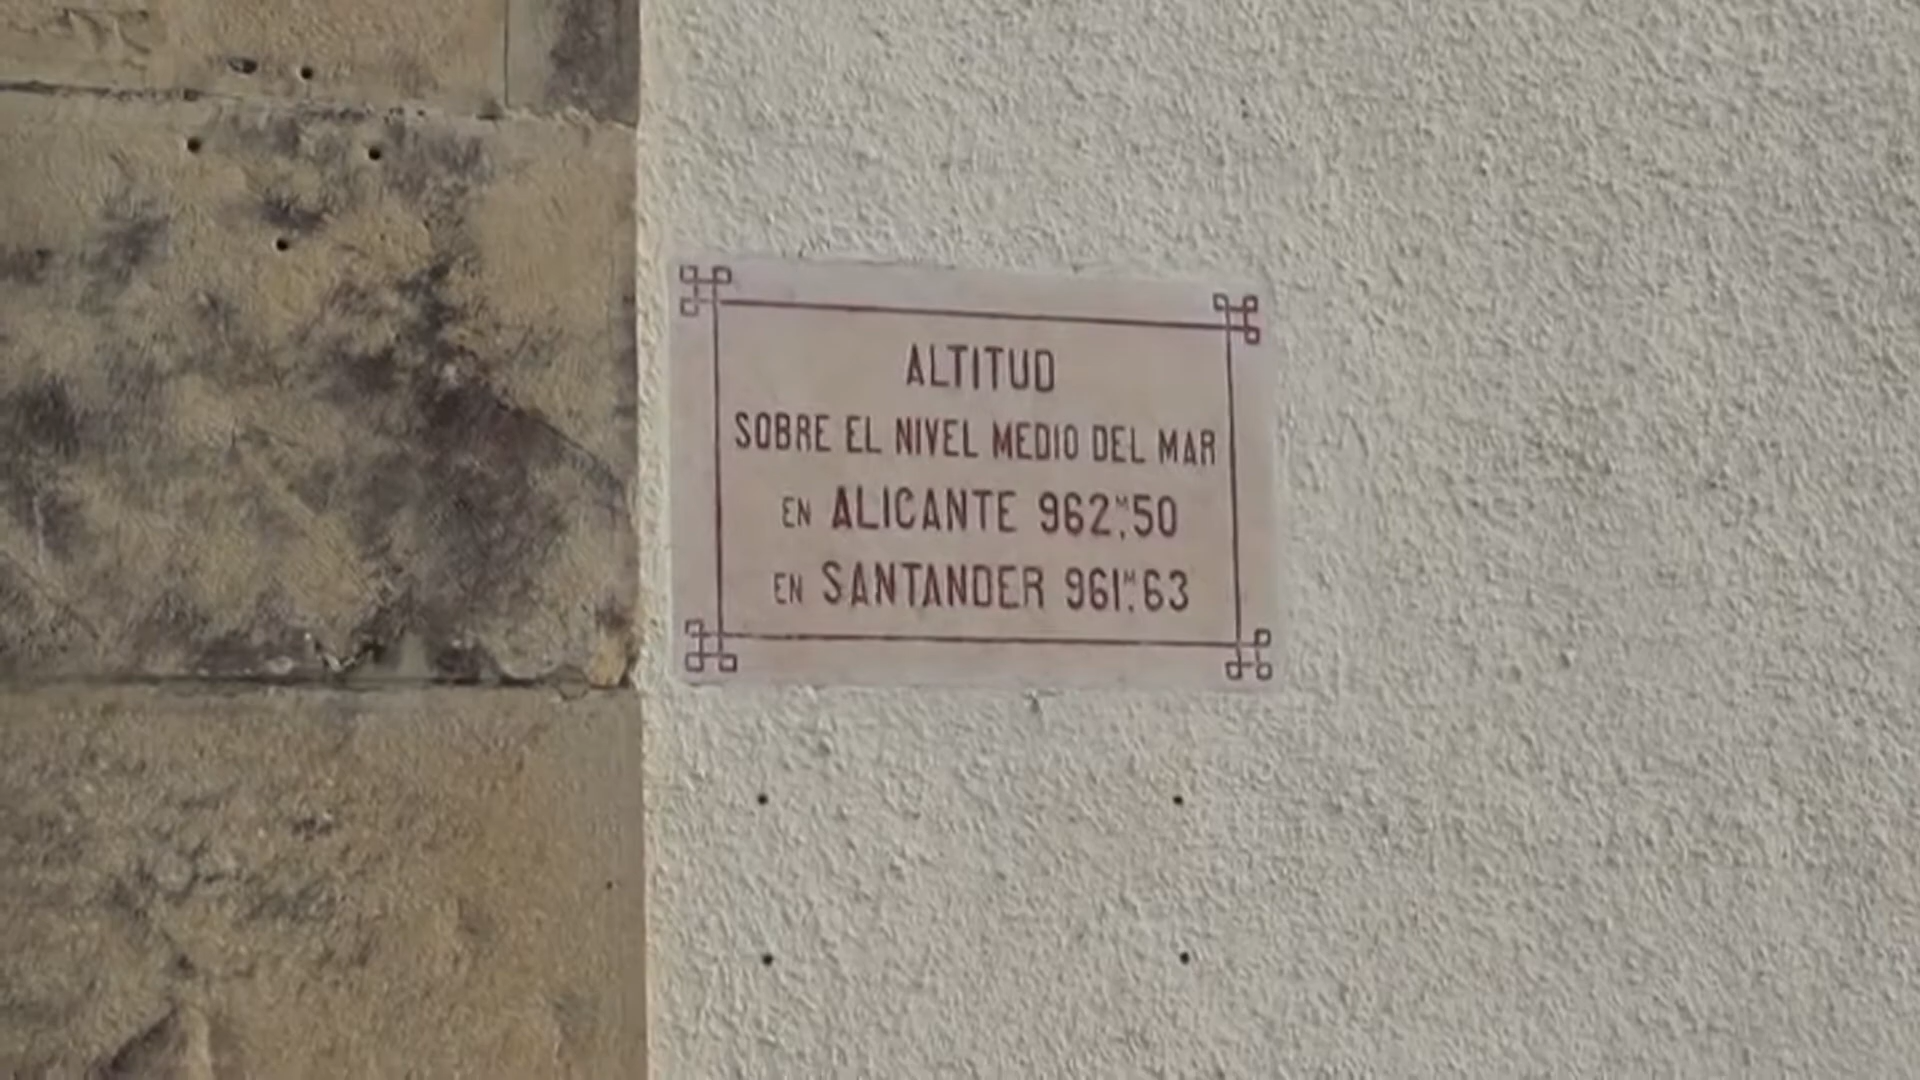 ALTITUD
SOBRE EL NIVEL MEDIO DEL MAR
EN ALICANTE 962ᴹ,50
EN SANTANDER 961ᴹ,63